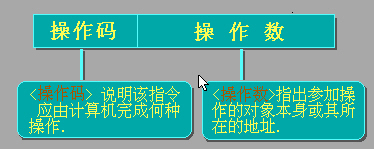 操作码 操作数
<操作码> 说明该指令
应由计算机完成何种
操作.
<操作数>指出参加操
作的对象本身或其所
在的地址.